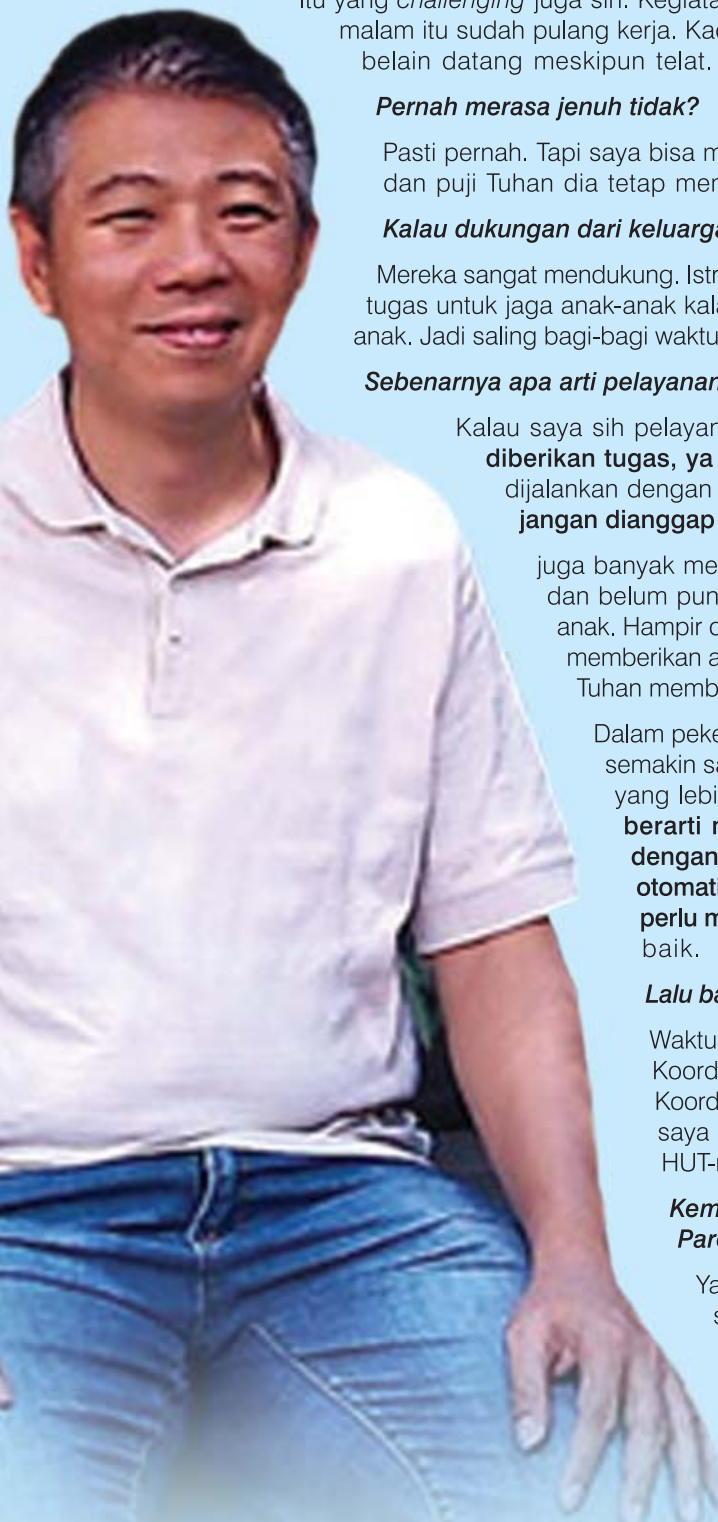 itu yang challenging juga sih. Kegiata
malam itu sudah pulang kerja. Kad
belain datang meskipun telat.
Pernah merasa jenuh tidak?
Pasti pernah. Tapi saya bisa m
dan puji Tuhan dia tetap mem
Kalau dukungan dari keluarga
Mereka sangat mendukung. Istr
tugas untuk jaga anak-anak kala
anak. Jadi saling bagi-bagi waktu
Sebenarnya apa arti pelayanan
Kalau saya sih pelayan
diberikan tugas, ya
dijalankan dengan
jangan dianggap
juga banyak me
dan belum pun
anak. Hampir d
memberikan a
Tuhan memb
Dalam peke
semakin sa
yang lebi
berarti m
dengan
otomati
perlu m
baik.
Lalu ba
Waktu
Koord
Koord
saya
HUT-
Kem
Par
Ya
s